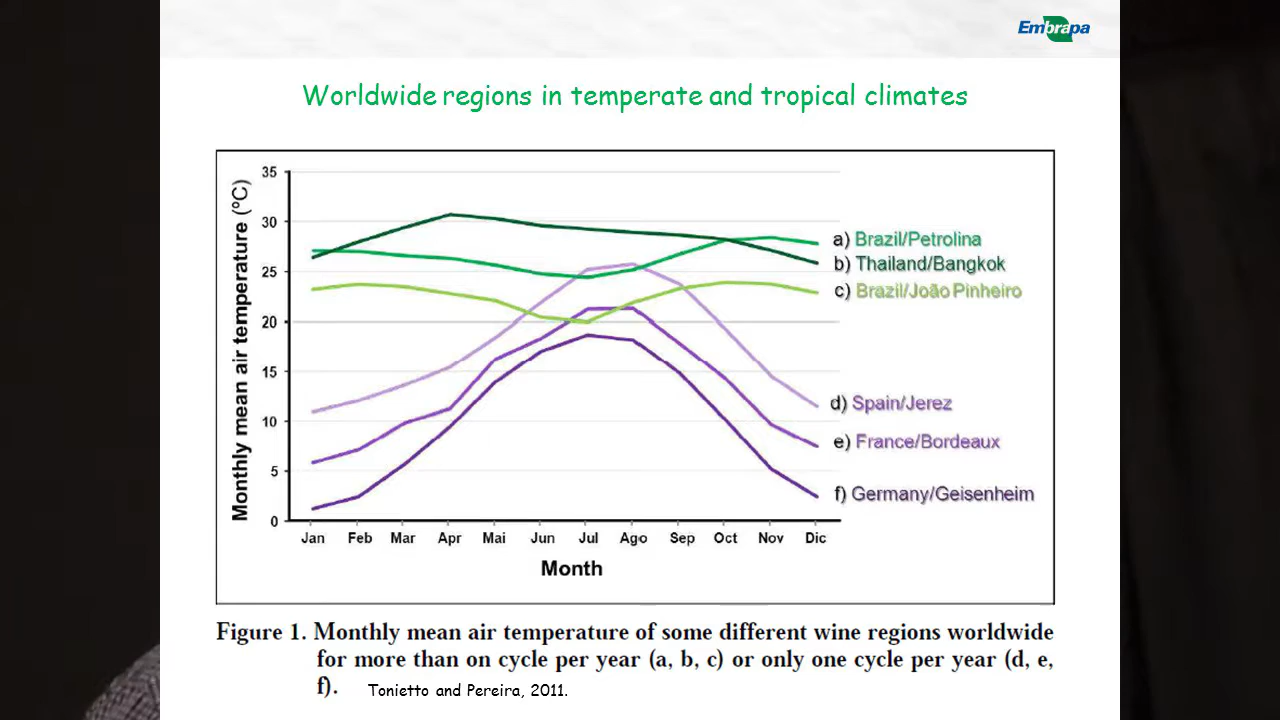 Embrapa
Worldwide regions in temperate and tropical climates
Monthly mean air temperature (ºC)
35
30
25
20
15
10
5
0
a) Brazil/Petrolina
b) Thailand/Bangkok
c) Brazil/João Pinheiro
d) Spain/Jerez
e) France/Bordeaux
f) Germany/Geisenheim
Jan Feb Mar Apr Mai Jun Jul Ago Sep Oct Nov Dic
Month
Figure 1. Monthly mean air temperature of some different wine regions worldwide
for more than on cycle per year (a, b, c) or only one cycle per year (d, e,
f). Tonietto and Pereira, 2011.